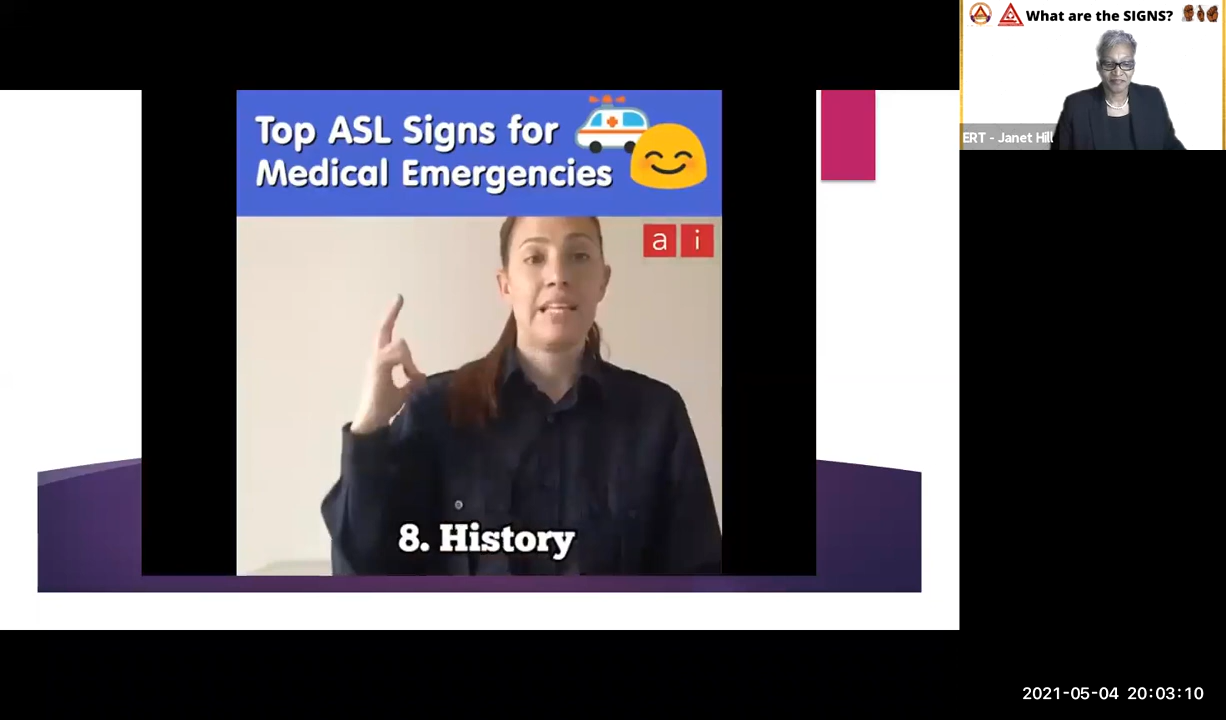 What are the SIGNS?
ERT - Janet Hill
Top ASL Signs for
Medical Emergencies
a i
8. History
2021-05-04 20:03:10